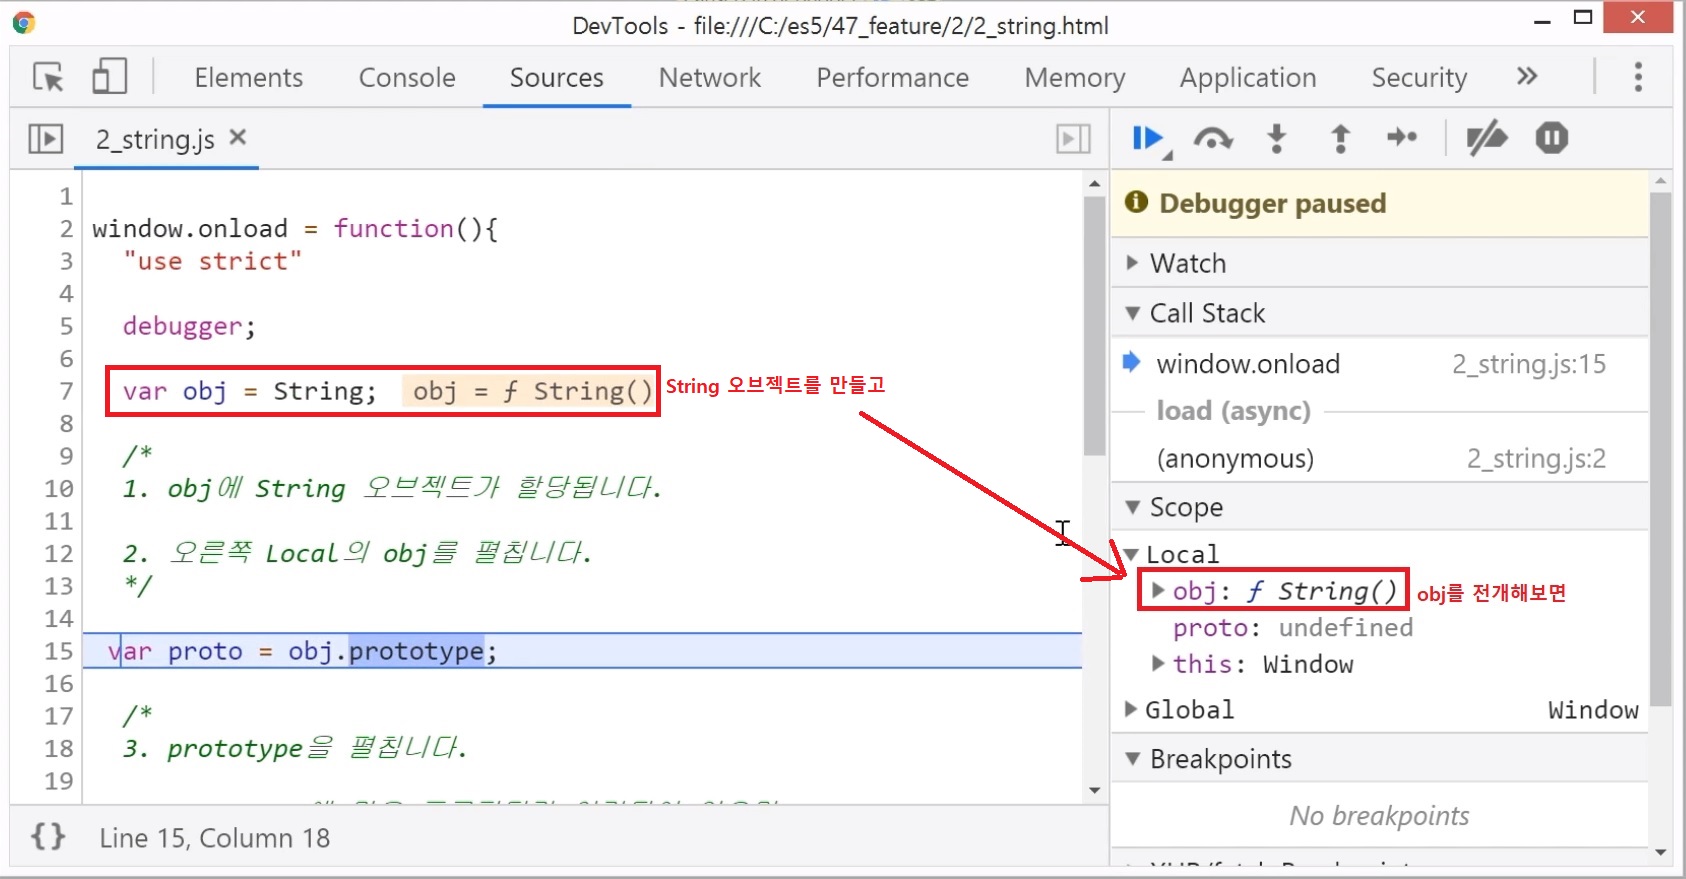 DevTools - file:///C:/es5/47_feature/2/2_string.html
Elements Console Sources Network Performance Memory Application Security »
2_string.js ×
1
2 window.onload = function(){
3 "use strict"
4
5 debugger;
6
7 var obj = String; obj = ƒ String()
String 오브젝트를 만들고
8
9 /*
10 1. obj에 String 오브젝트가 할당됩니다.
11
12 2. 오른쪽 Local의 obj를 펼칩니다.
13 */
14
15 var proto = obj.prototype;
16
17 /*
18 3. prototype을 펼칩니다.
19
{} Line 15, Column 18
Debugger paused
Watch
Call Stack
window.onload 2_string.js:15
load (async)
(anonymous) 2_string.js:2
Scope
Local
obj: ƒ String()
obj를 전개해보면
proto: undefined
this: Window
Global Window
Breakpoints
No breakpoints